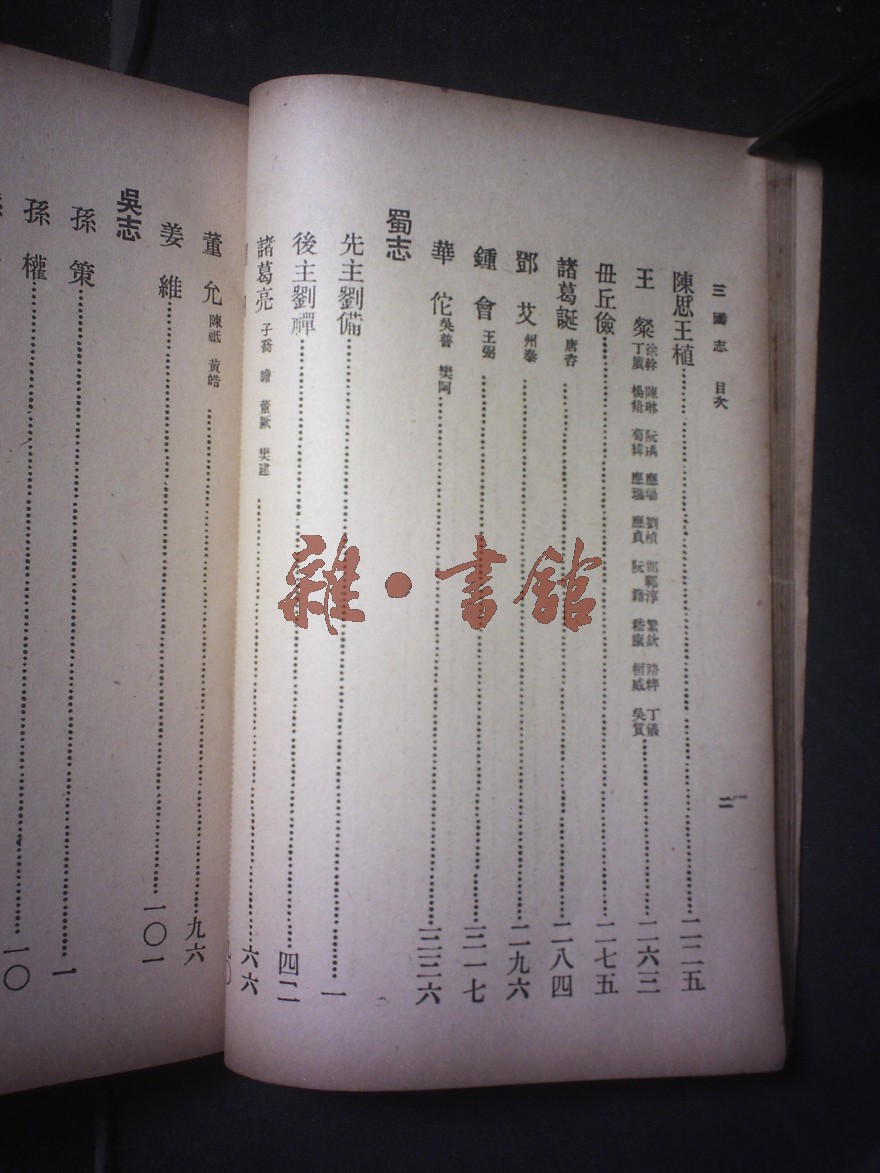 三國志 目次
二
陳思王植 二二五
王粲 徐幹 陳琳 阮瑀 應瑒 劉楨 邯鄲淳 繁欽 路粹 丁儀 丁廙 楊脩 荀緯 應璩 應貞 阮籍 嵇康 桓威 吳質 二六三
毌丘儉 二七五
諸葛誕 唐咨 二八四
鄧艾 州泰 二九六
鍾會 王弼 三一七
華佗 吳普 樊阿 三三六
蜀志
先主劉備 一
後主劉禪 四二
諸葛亮 子喬 瞻 董厥 樊建 六六
董允 陳祗 黃皓 九六
姜維 一〇一
吳志
孫策 一
孫權 一〇
雜·書館